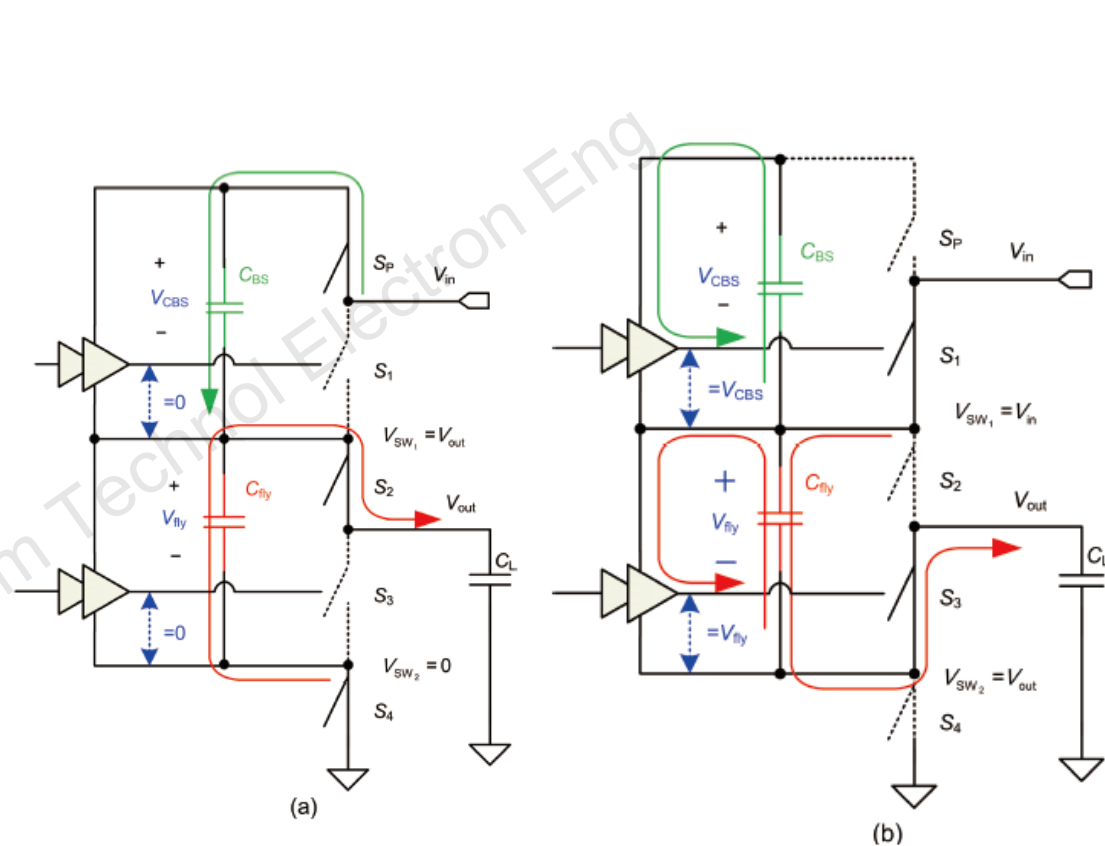 m Technol Electron Eng
+
V_CBS
−
C_BS
S_P
V_in
S_1
=0
V_SW1 =V_out
+
V_fly
−
C_fly
S_2
V_out
C_L
S_3
=0
V_SW2 = 0
S_4
(a)
+
V_CBS
−
C_BS
S_P
V_in
S_1
=V_CBS
V_SW1 =V_in
+
V_fly
−
C_fly
S_2
V_out
C_L
S_3
=V_fly
V_SW2 =V_out
S_4
(b)